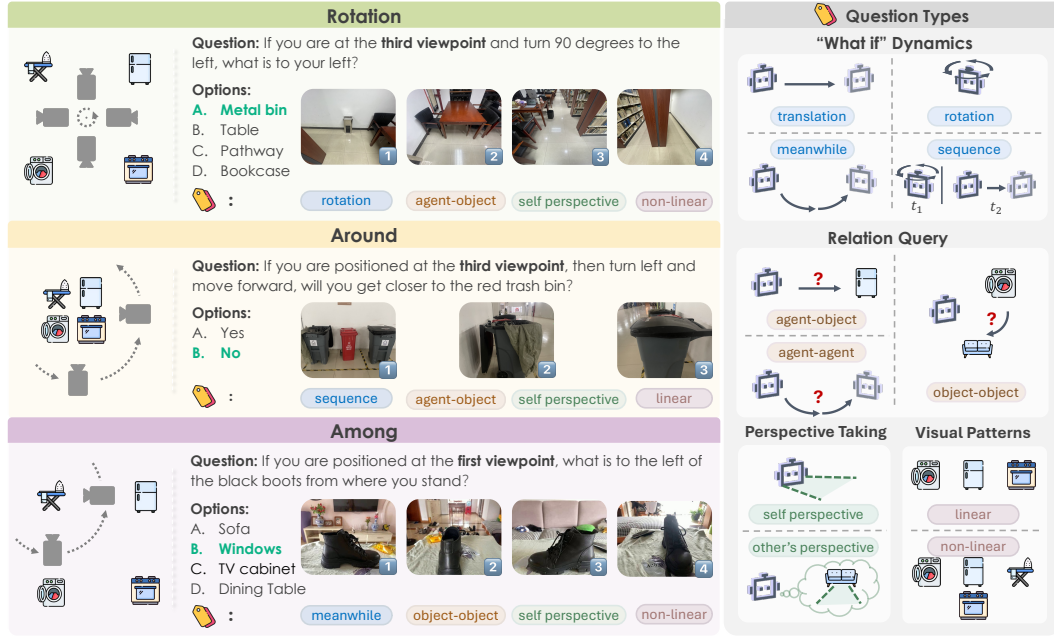 Rotation
Question: If you are at the third viewpoint and turn 90 degrees to the
left, what is to your left?
Options:
A. Metal bin
B. Table
C. Pathway
D. Bookcase
1
2
3
4
:
rotation
agent-object
self perspective
non-linear
Around
Question: If you are positioned at the third viewpoint, then turn left and
move forward, will you get closer to the red trash bin?
Options:
A. Yes
B. No
1
2
3
:
sequence
agent-object
self perspective
linear
Among
Question: If you are positioned at the first viewpoint, what is to the left of
the black boots from where you stand?
Options:
A. Sofa
B. Windows
C. TV cabinet
D. Dining Table
1
2
3
4
:
meanwhile
object-object
self perspective
non-linear
Question Types
“What if” Dynamics
translation
rotation
meanwhile
sequence
t1
t2
Relation Query
?
agent-object
agent-agent
?
?
object-object
Perspective Taking
self perspective
other's perspective
Visual Patterns
linear
non-linear